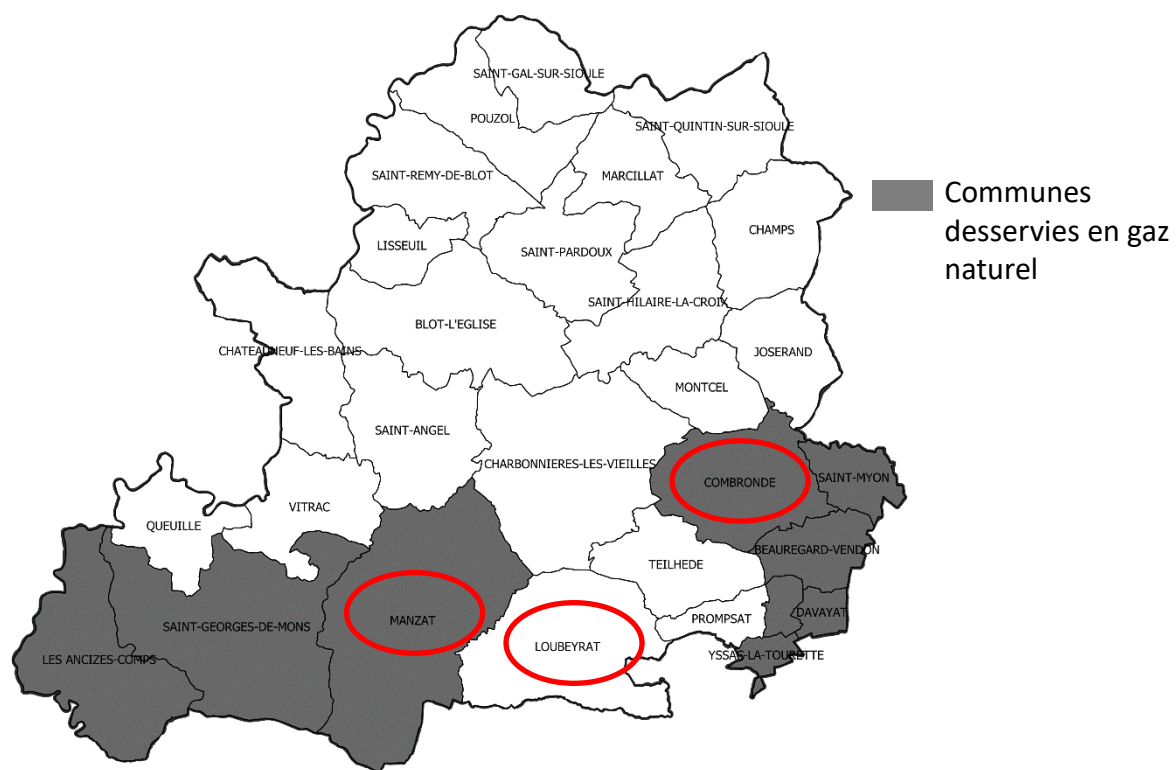 SAINT-GAL-SUR-SIOULE
POUZOL
SAINT-QUINTIN-SUR-SIOULE
SAINT-REMY-DE-BLOT
MARCILLAT
Communes
desservies en gaz
naturel
CHAMPS
LISSEUIL
SAINT-PARDOUX
SAINT-HILAIRE-LA-CROIX
BLOT-L'EGLISE
CHATEAUNEUF-LES-BAINS
JOSERAND
MONTCEL
SAINT-ANGEL
CHARBONNIERES-LES-VIEILLES
COMBRONDE
SAINT-MYON
VITRAC
QUEUILLE
BEAUREGARD-VENDON
TEILHEDE
DAVAYAT
PROMPSAT
MANZAT
SAINT-GEORGES-DE-MONS
LOUBEYRAT
YSSAS-LA-TOURETTE
LES ANCIZES-COMPS